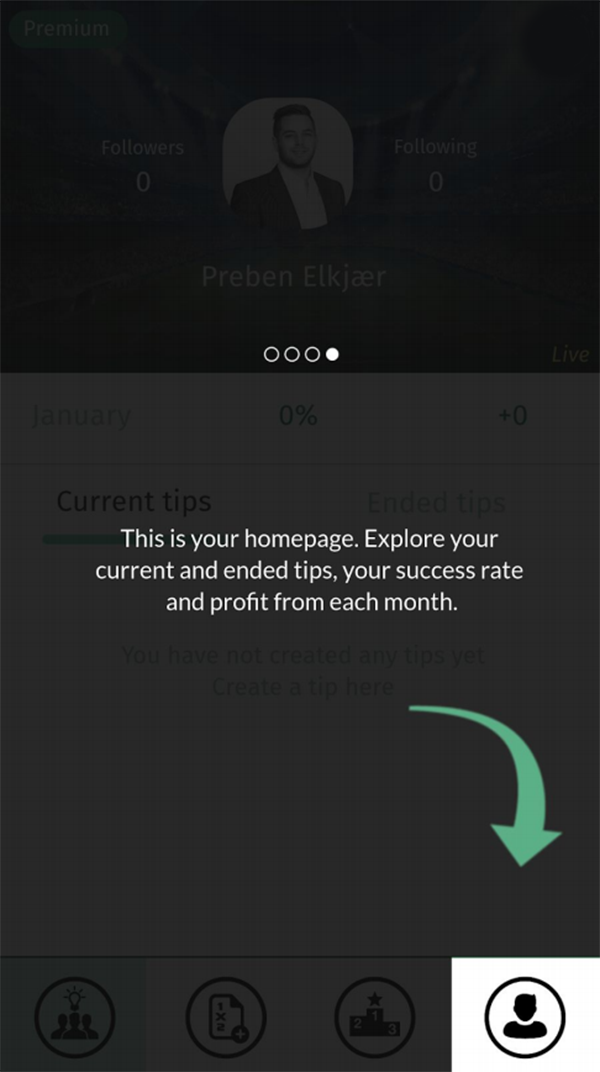 Premium
Followers
Following
0
0
Preben Elkjær
Live
January
0%
+0
Current tips
Ended tips
This is your homepage. Explore your
current and ended tips, your success rate
and profit from each month.
You have not created any tips yet
Create a tip here
1
X
2
2
1
3